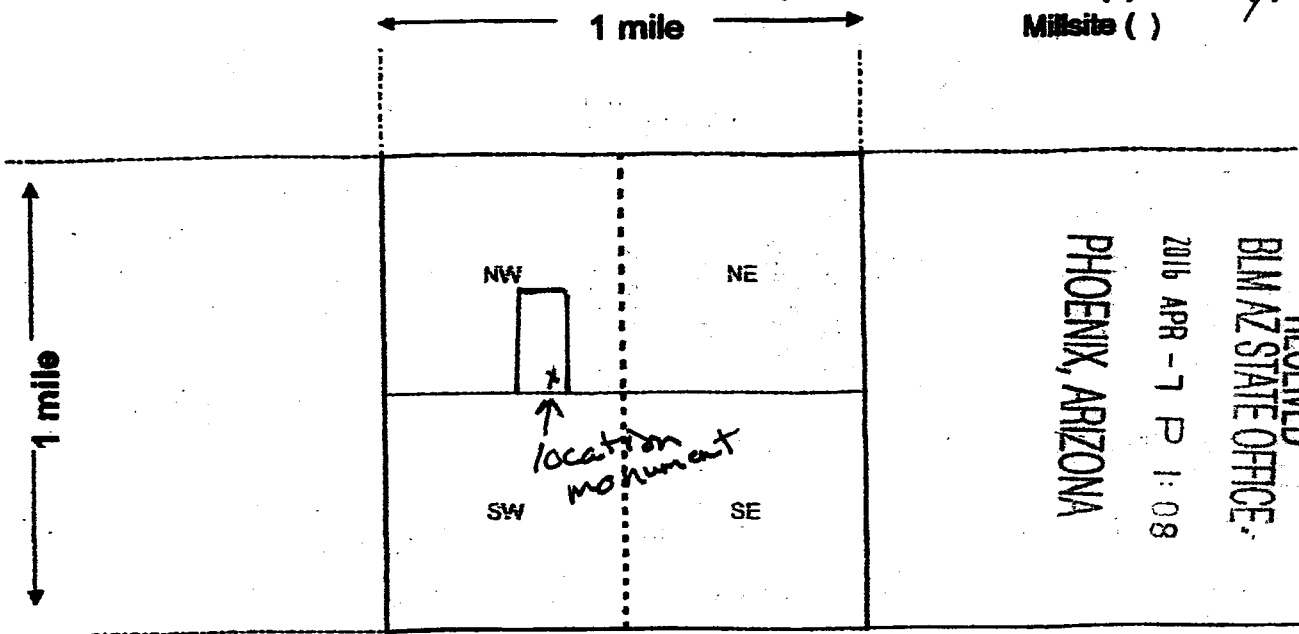 1 mile
Millsite ( )
NW
NE
1 mile
location
monument
SW
SE
RECEIVED
BLM AZ STATE OFFICE
2016 APR -7 P 1:08
PHOENIX, ARIZONA